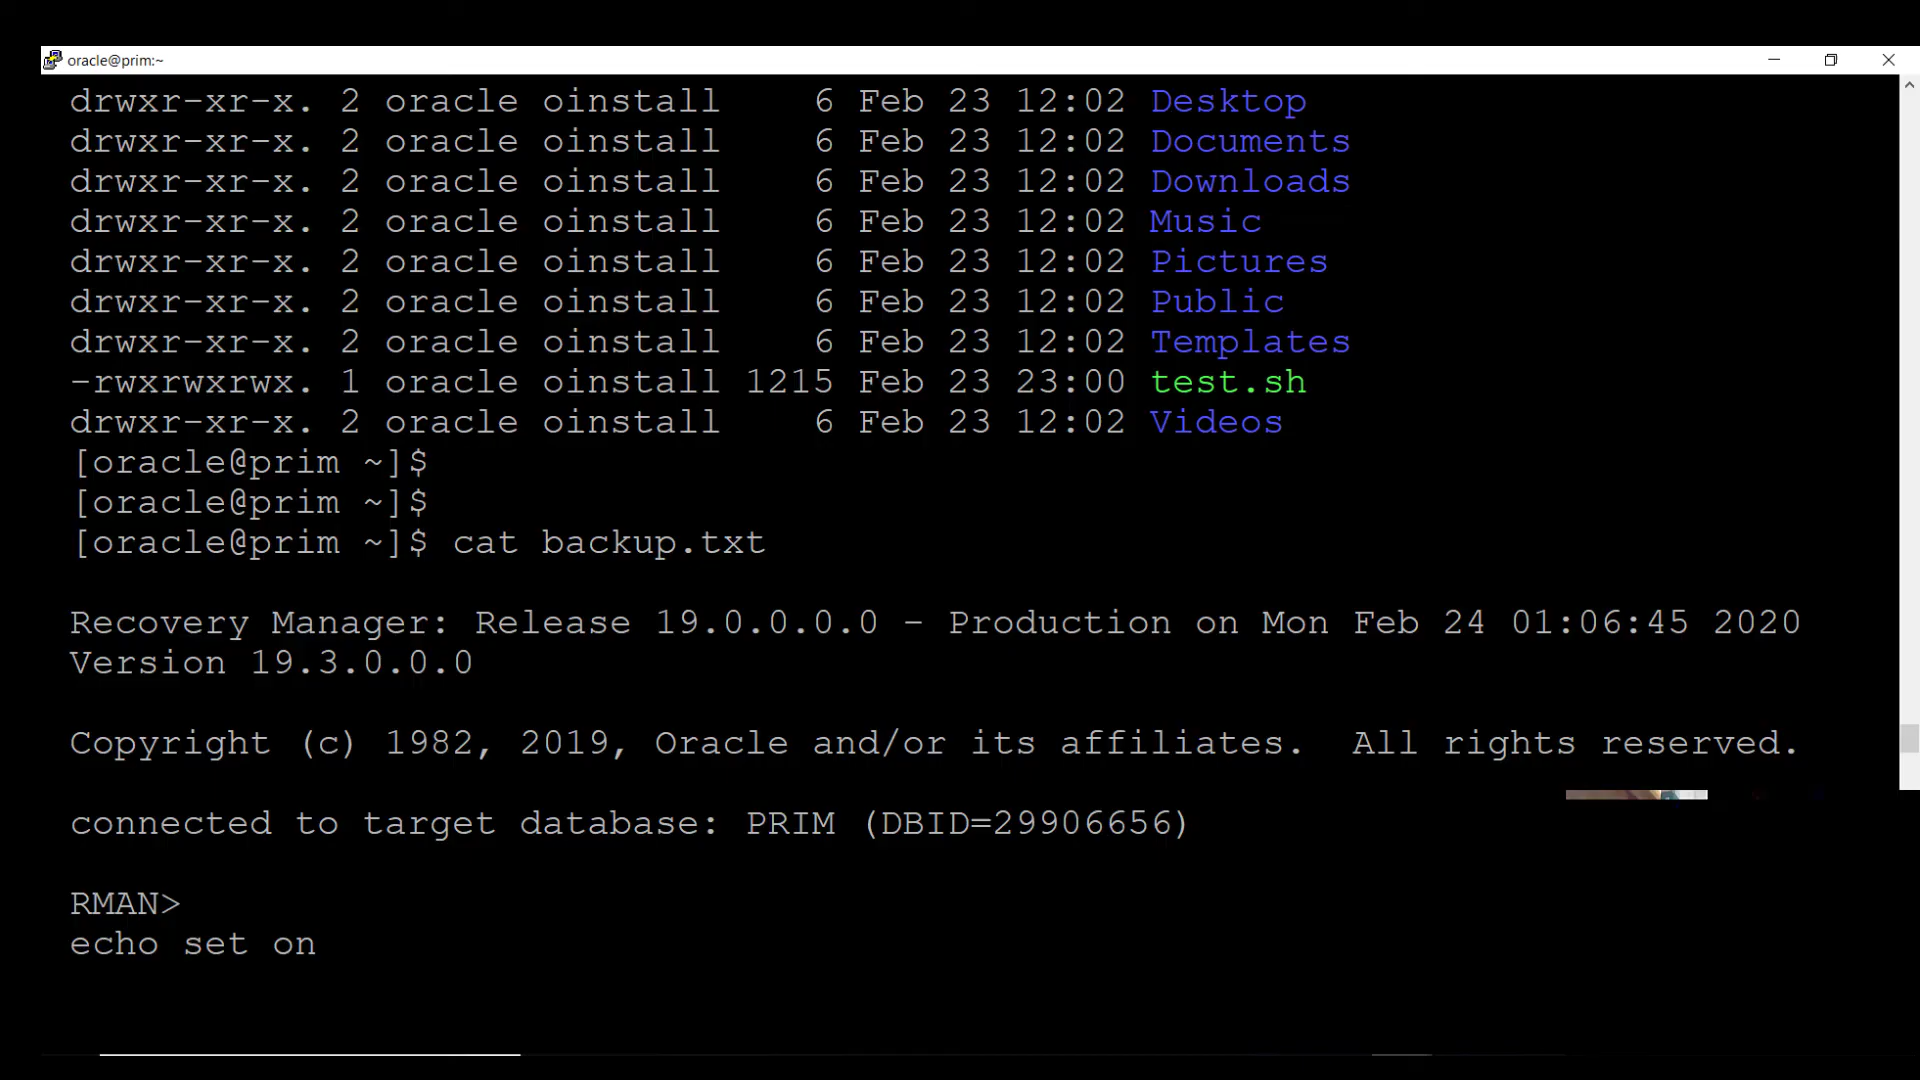 oracle@prim:~
drwxr-xr-x. 2 oracle oinstall    6 Feb 23 12:02 Desktop
drwxr-xr-x. 2 oracle oinstall    6 Feb 23 12:02 Documents
drwxr-xr-x. 2 oracle oinstall    6 Feb 23 12:02 Downloads
drwxr-xr-x. 2 oracle oinstall    6 Feb 23 12:02 Music
drwxr-xr-x. 2 oracle oinstall    6 Feb 23 12:02 Pictures
drwxr-xr-x. 2 oracle oinstall    6 Feb 23 12:02 Public
drwxr-xr-x. 2 oracle oinstall    6 Feb 23 12:02 Templates
-rwxrwxrwx. 1 oracle oinstall 1215 Feb 23 23:00 test.sh
drwxr-xr-x. 2 oracle oinstall    6 Feb 23 12:02 Videos
[oracle@prim ~]$
[oracle@prim ~]$
[oracle@prim ~]$ cat backup.txt
Recovery Manager: Release 19.0.0.0.0 - Production on Mon Feb 24 01:06:45 2020
Version 19.3.0.0.0
Copyright (c) 1982, 2019, Oracle and/or its affiliates.  All rights reserved.
connected to target database: PRIM (DBID=29906656)
RMAN>
echo set on